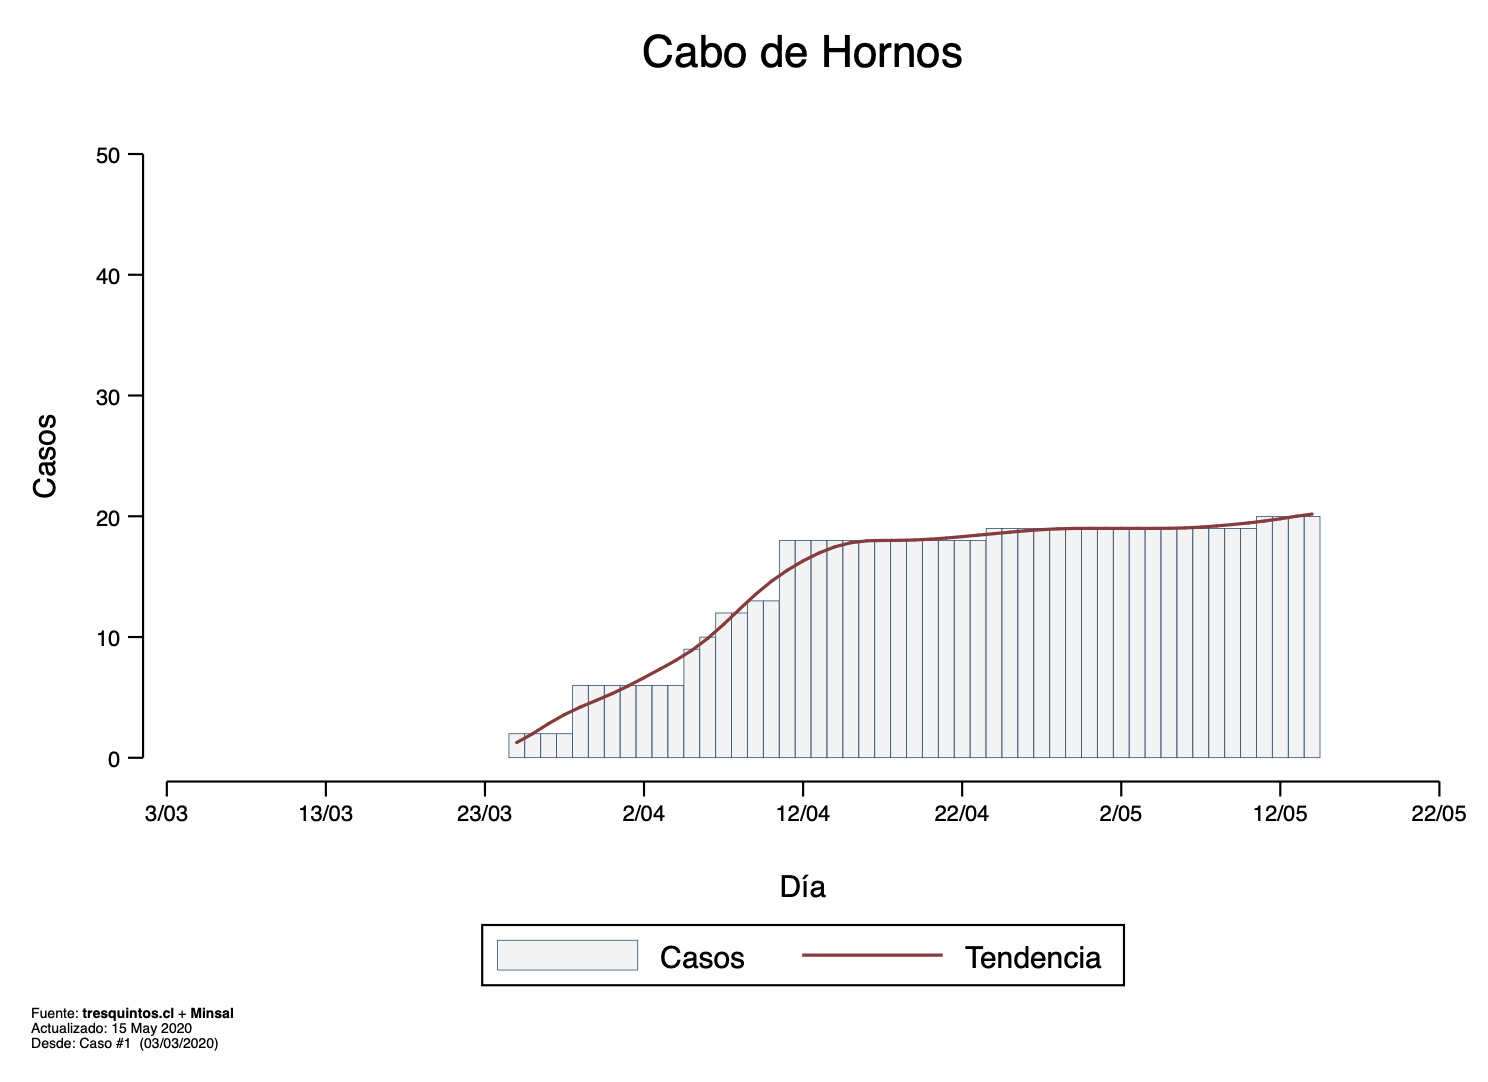 Cabo de Hornos
50
40
30
20
10
0
Casos
3/03 13/03 23/03 2/04 12/04 22/04 2/05 12/05 22/05
Día
Casos Tendencia
Fuente: tresquintos.cl + Minsal
Actualizado: 15 May 2020
Desde: Caso #1 (03/03/2020)